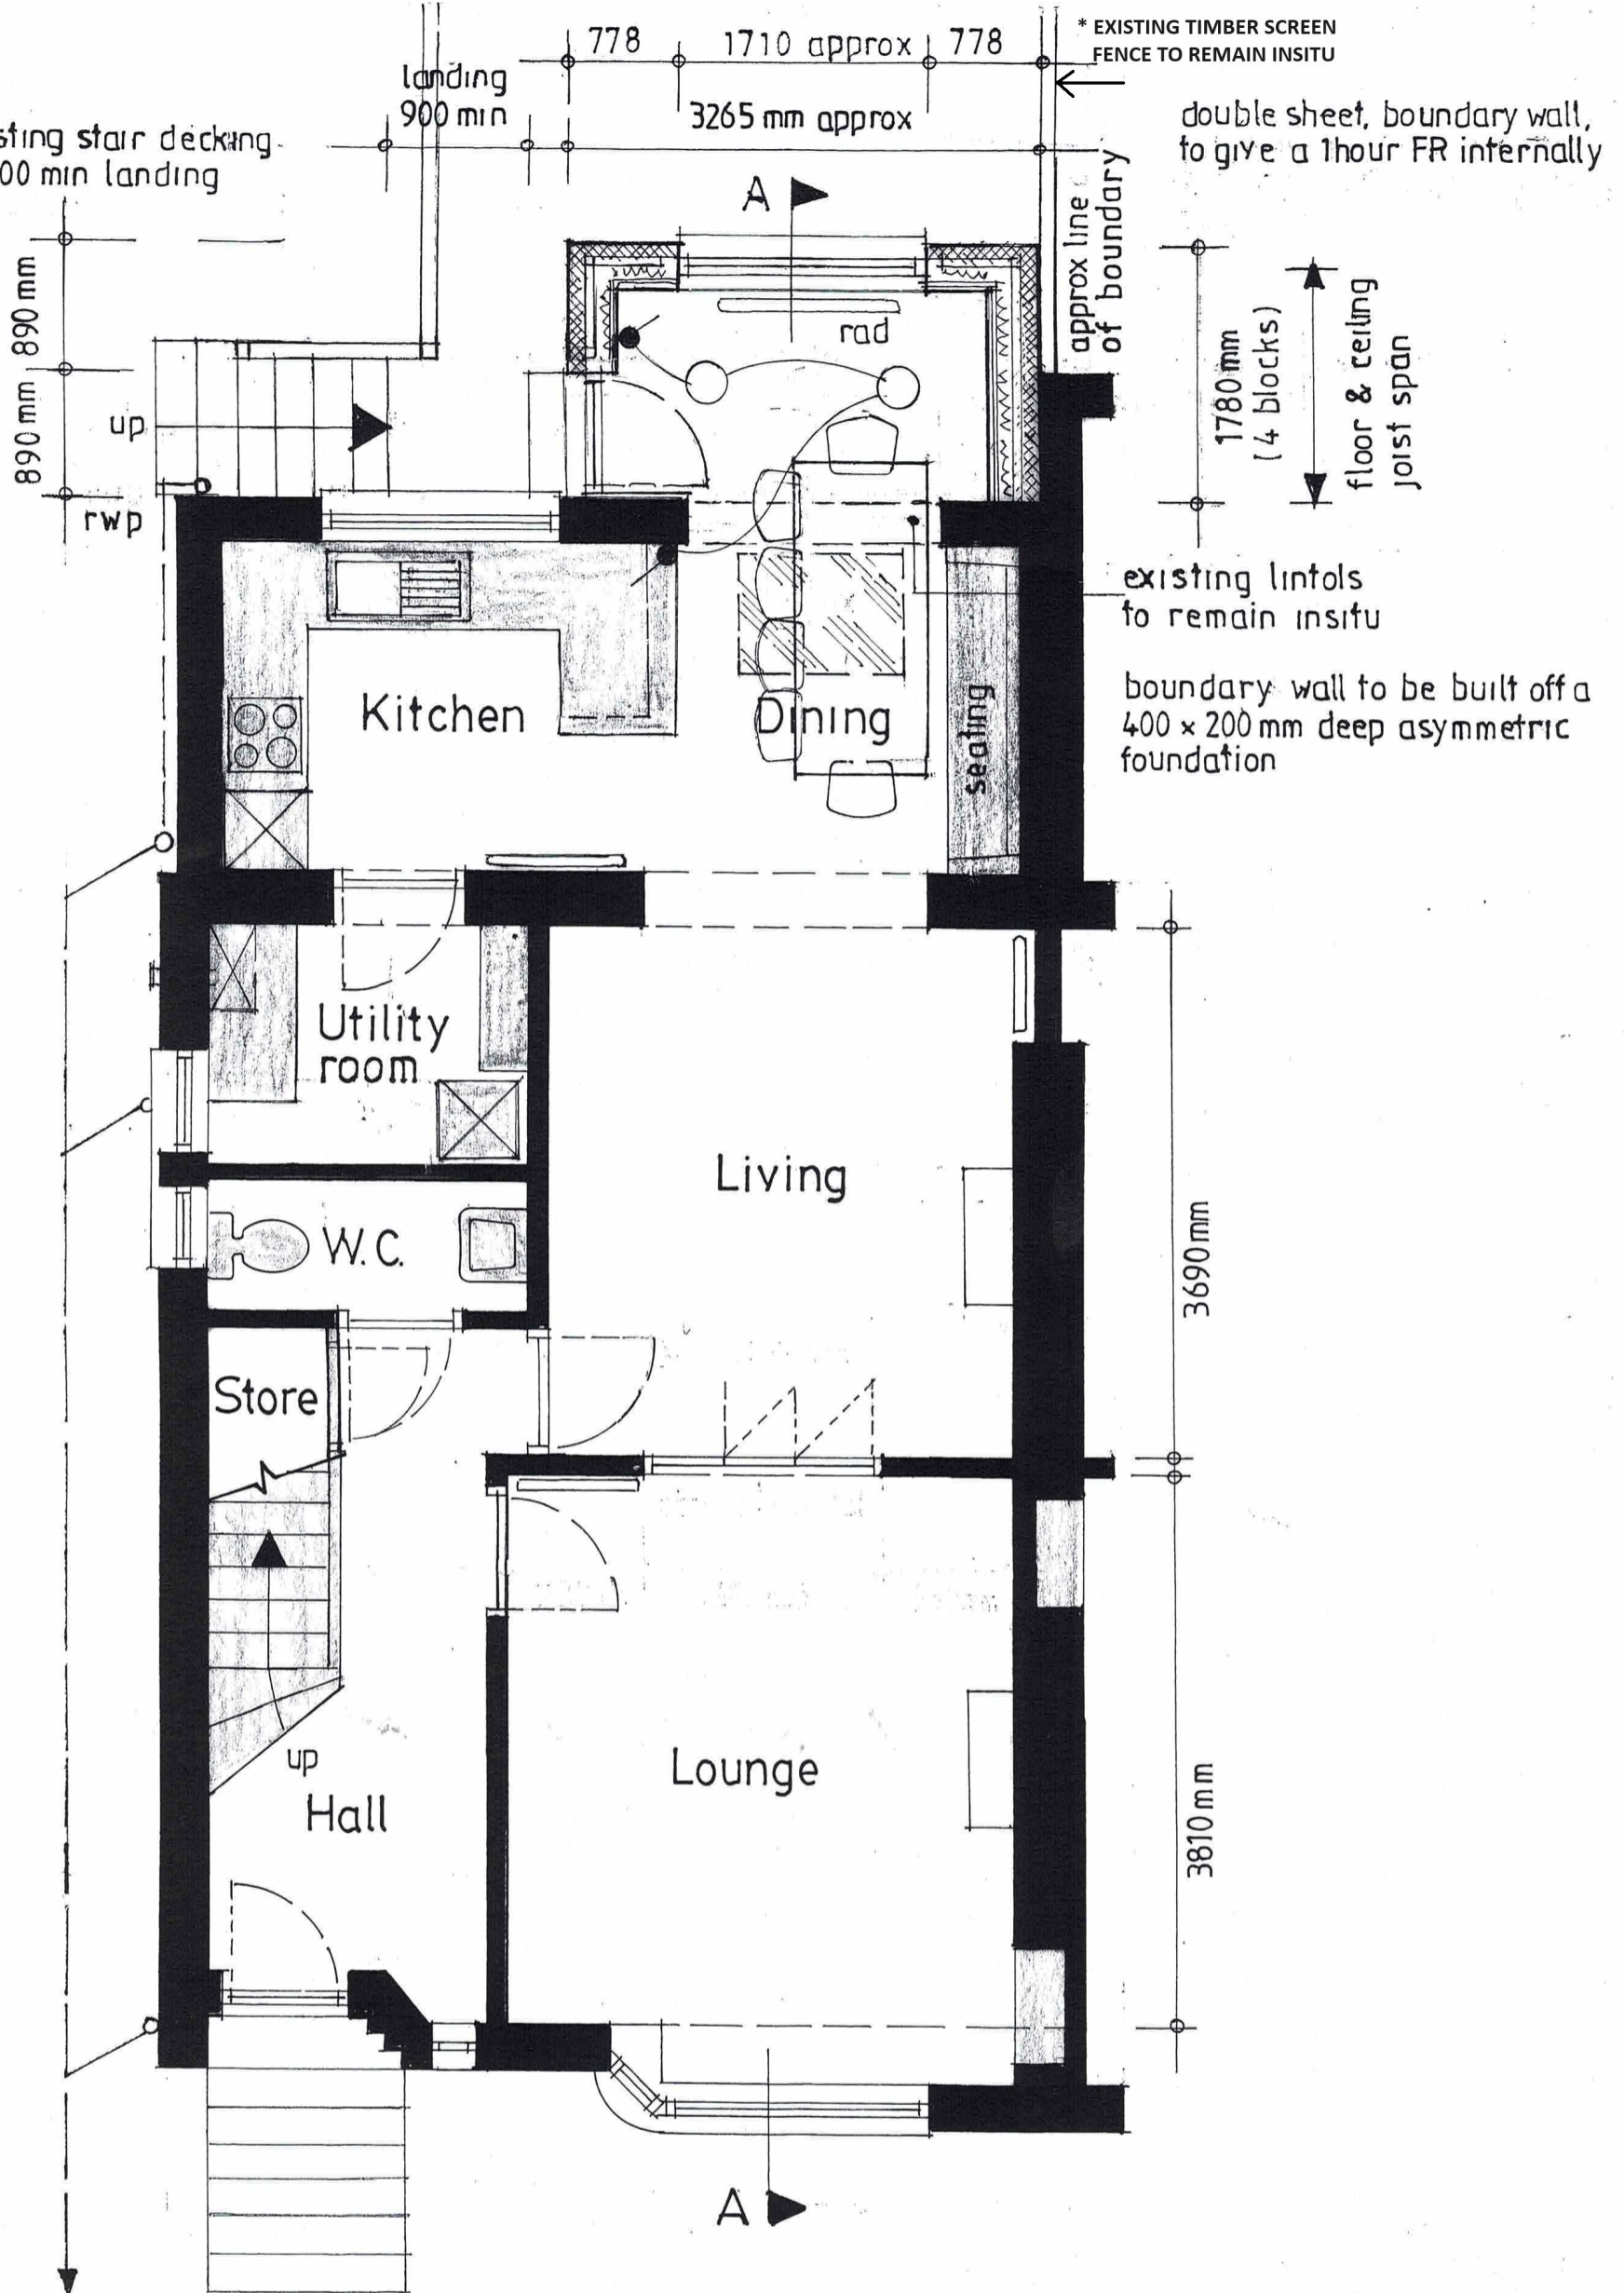 778
1710 approx
778
* EXISTING TIMBER SCREEN
FENCE TO REMAIN INSITU
landing
900 min
3265 mm approx
double sheet, boundary wall,
to give a 1hour FR internally
sting stair decking
00 min landing
A
approx line
of boundary
890 mm
890 mm
up
rwp
rad
1780mm
(4 blocks)
floor & ceiling
joist span
existing lintols
to remain insitu
boundary wall to be built off a
400 x 200 mm deep asymmetric
foundation
Kitchen
Dining
seating
Utility
room
Living
W.C.
3690mm
Store
up
Hall
Lounge
3810mm
A